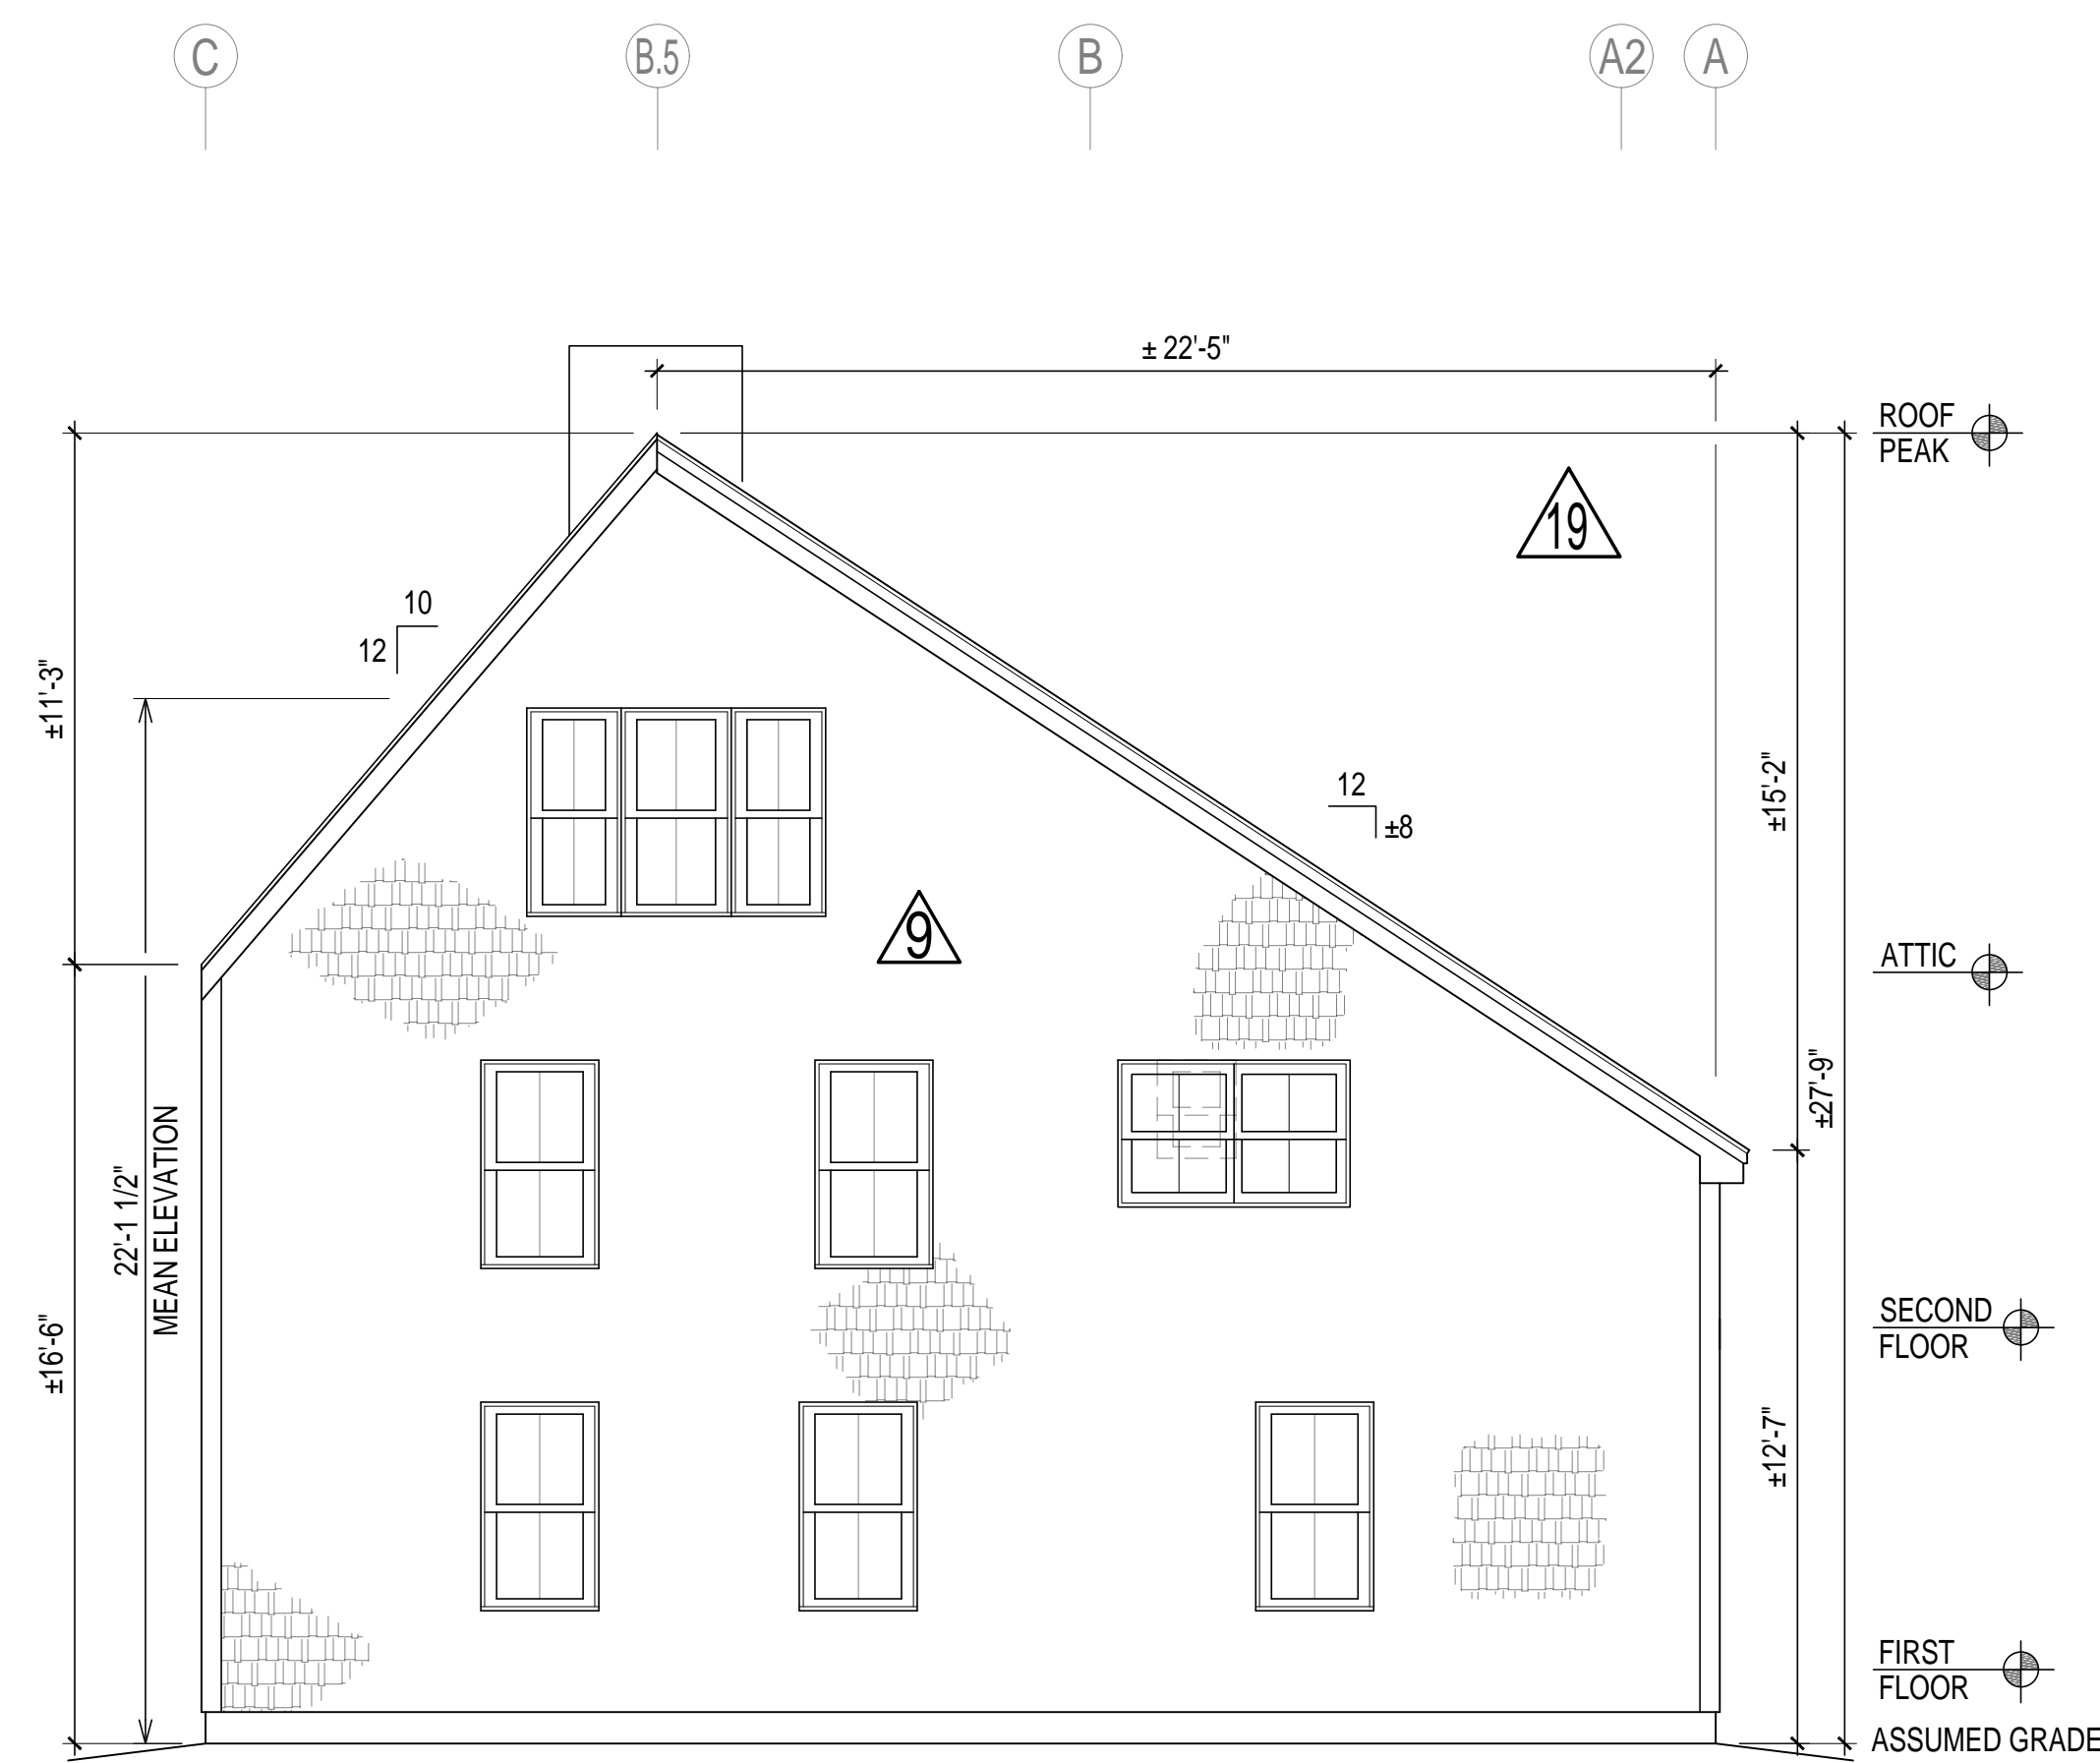 C
B.5
B
A2
A
± 22'-5"
ROOF
PEAK
19
10
12
±11'-3"
12
±8
±15'-2"
9
ATTIC
±27'-9"
22'-1 1/2"
MEAN ELEVATION
SECOND
FLOOR
±16'-6"
±12'-7"
FIRST
FLOOR
ASSUMED GRADE